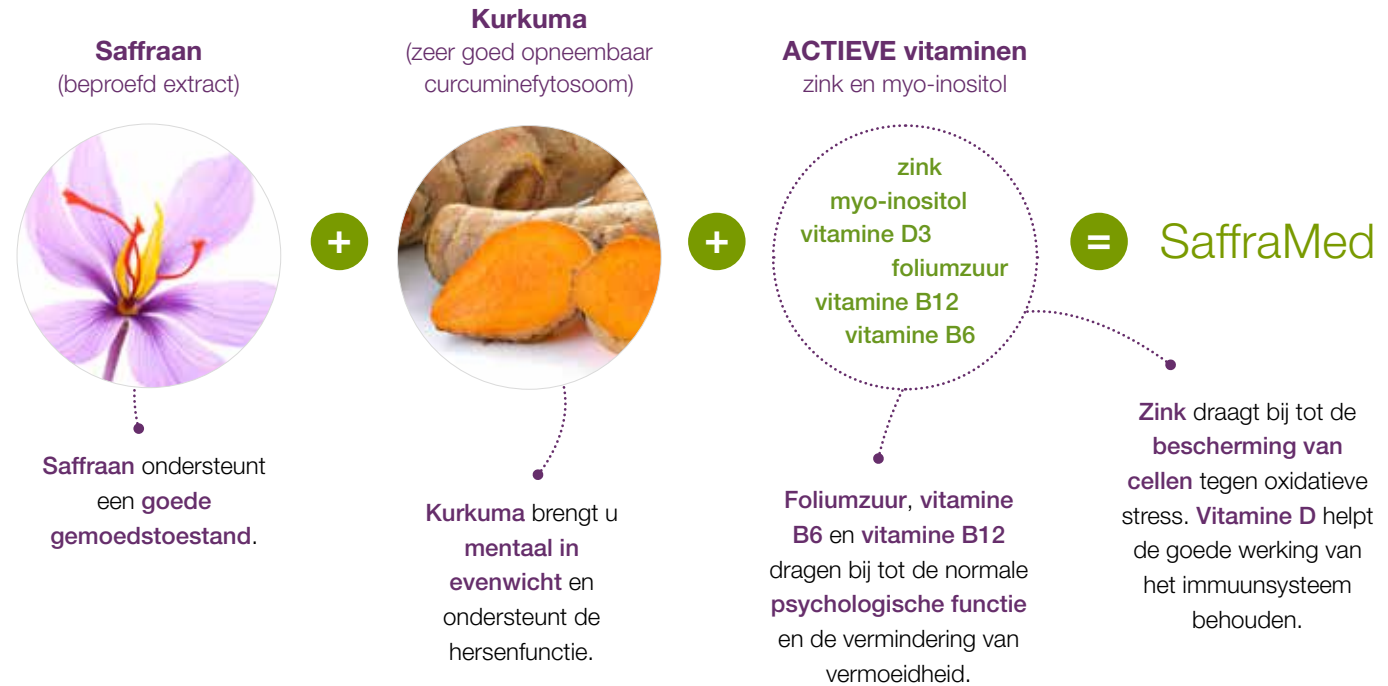 Saffraan
(beproefd extract)
Kurkuma
(zeer goed opneembaar
curcuminefytosoom)
ACTIEVE vitaminen
zink en myo-inositol
+
+
zink
myo-inositol
vitamine D3
foliumzuur
vitamine B12
vitamine B6
=
SaffraMed
Saffraan ondersteunt
een goede
gemoedstoestand.
Kurkuma brengt u
mentaal in
evenwicht en
ondersteunt de
hersenfunctie.
Foliumzuur, vitamine
B6 en vitamine B12
dragen bij tot de normale
psychologische functie
en de vermindering van
vermoeidheid.
Zink draagt bij tot de
bescherming van
cellen tegen oxidatieve
stress. Vitamine D helpt
de goede werking van
het immuunsysteem
behouden.